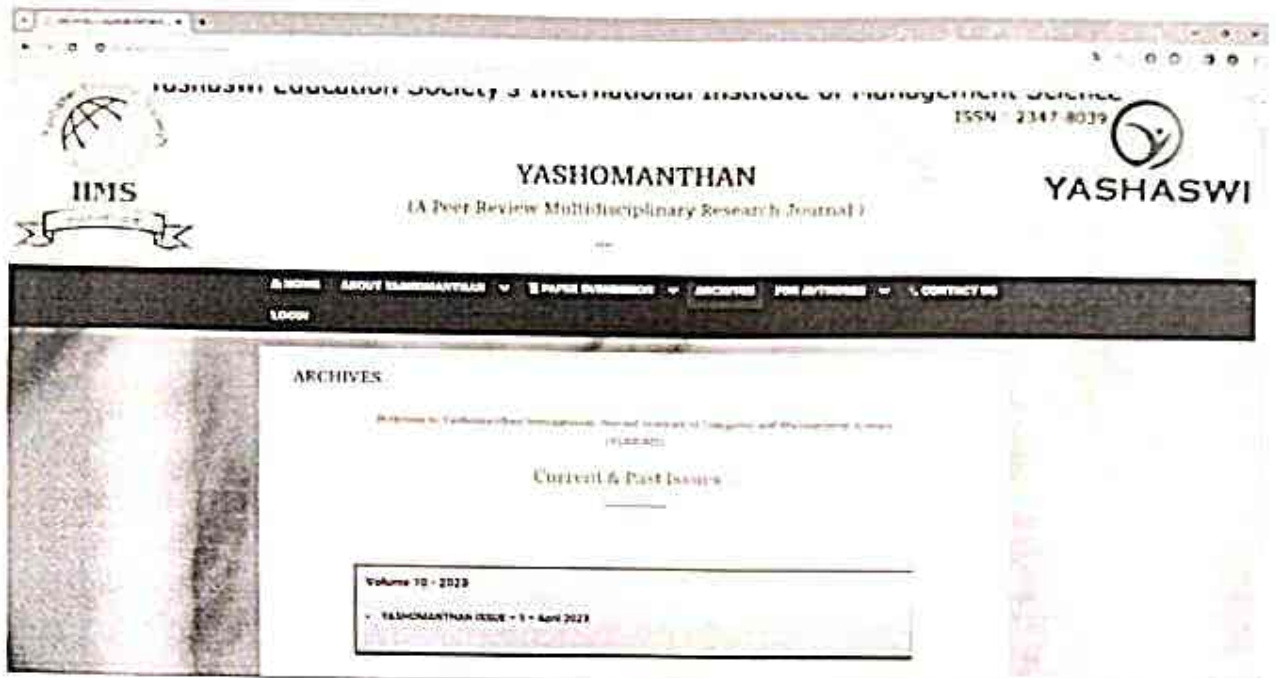 Yashaswi Education Society's International Institute of Management Science
ISSN : 2347-8039
IIMS
YASHOMANTHAN
(A Peer Review Multidisciplinary Research Journal)
YASHASWI
HOME ABOUT YASHOMANTHAN PAPER SUBMISSION ARCHIVES FOR AUTHORS CONTACT US
LOGIN
ARCHIVES
Current & Past Issues
Volume 10 - 2023
YASHOMANTHAN ISSUE - 1 - April 2023